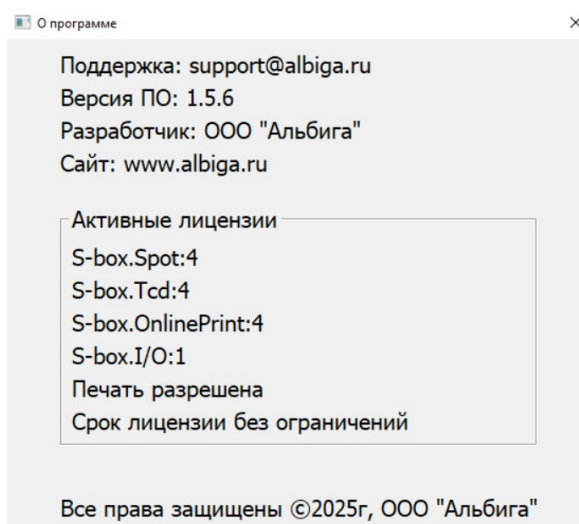 О программе
Поддержка: support@albiga.ru
Версия ПО: 1.5.6
Разработчик: ООО "Альбига"
Сайт: www.albiga.ru
Активные лицензии
S-box.Spot:4
S-box.Tcd:4
S-box.OnlinePrint:4
S-box.I/O:1
Печать разрешена
Срок лицензии без ограничений
Все права защищены ©2025г, ООО "Альбига"